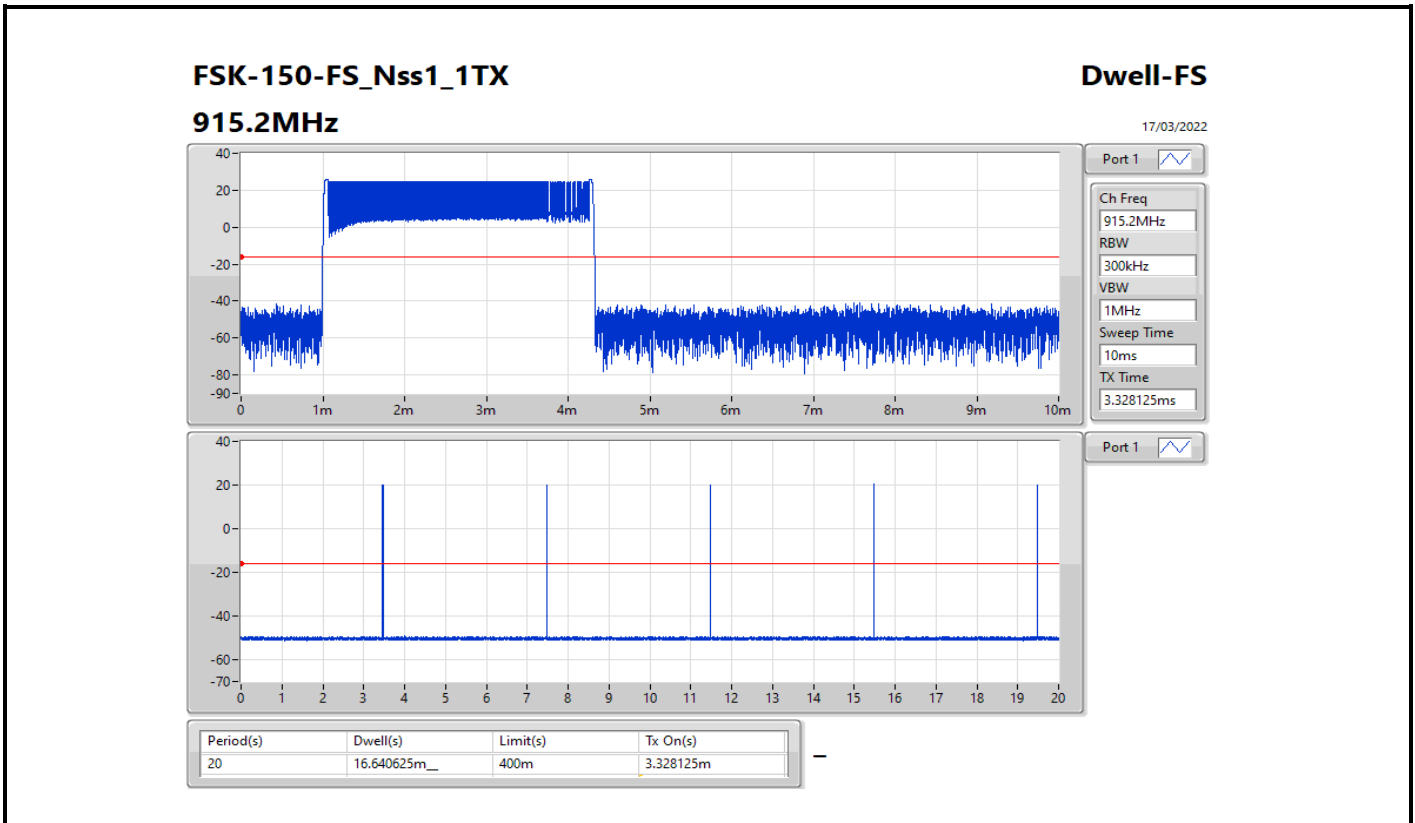 FSK-150-FS_Nss1_1TX Dwell-FS
915.2MHz 17/03/2022
40
20
0
-20
-40
-60
-80
-90
0 1m 2m 3m 4m 5m 6m 7m 8m 9m 10m
Port 1
Ch Freq
915.2MHz
RBW
300kHz
VBW
1MHz
Sweep Time
10ms
TX Time
3.328125ms
40
20
0
-20
-40
-60
-70
0 1 2 3 4 5 6 7 8 9 10 11 12 13 14 15 16 17 18 19 20
Port 1
Period(s) Dwell(s) Limit(s) Tx On(s)
20 16.640625m__ 400m 3.328125m
–